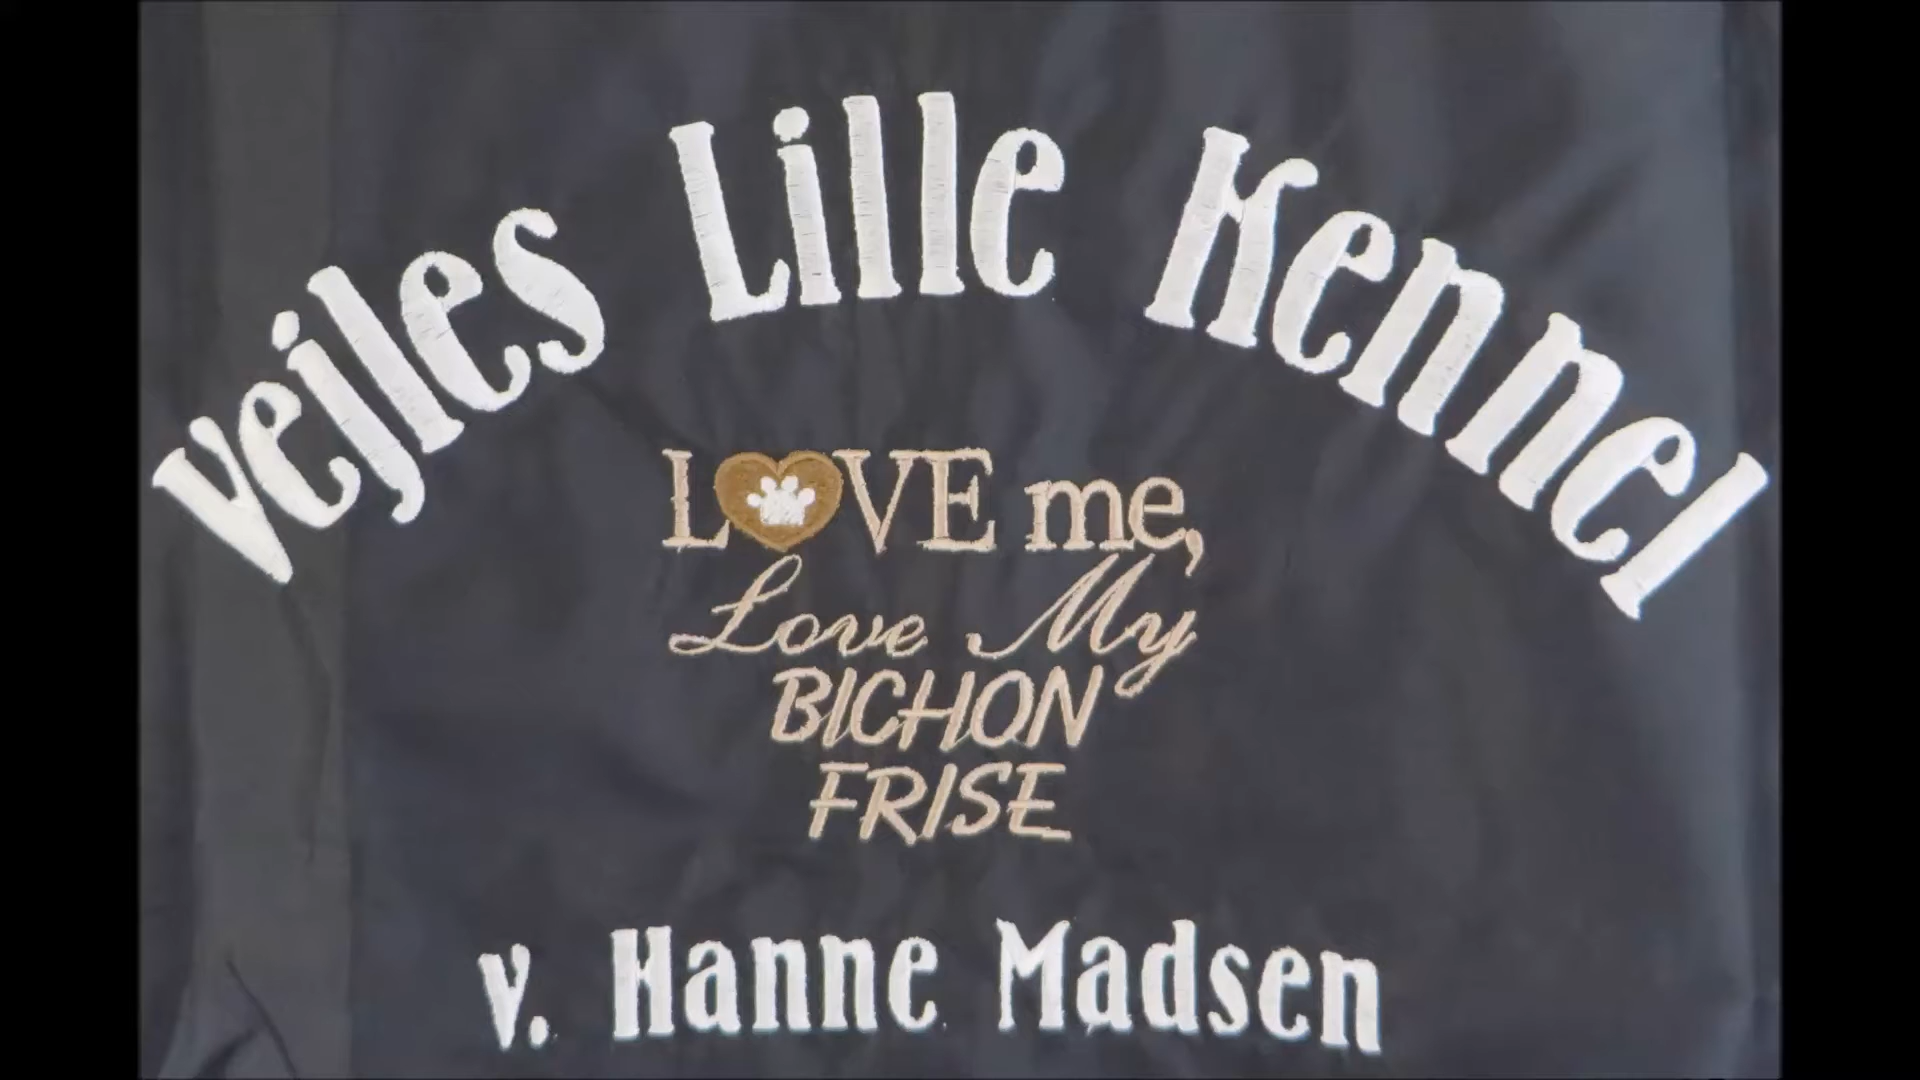 Vejles Lille Kennel
LOVE me,
Love My
BICHON
FRISE
v. Hanne Madsen